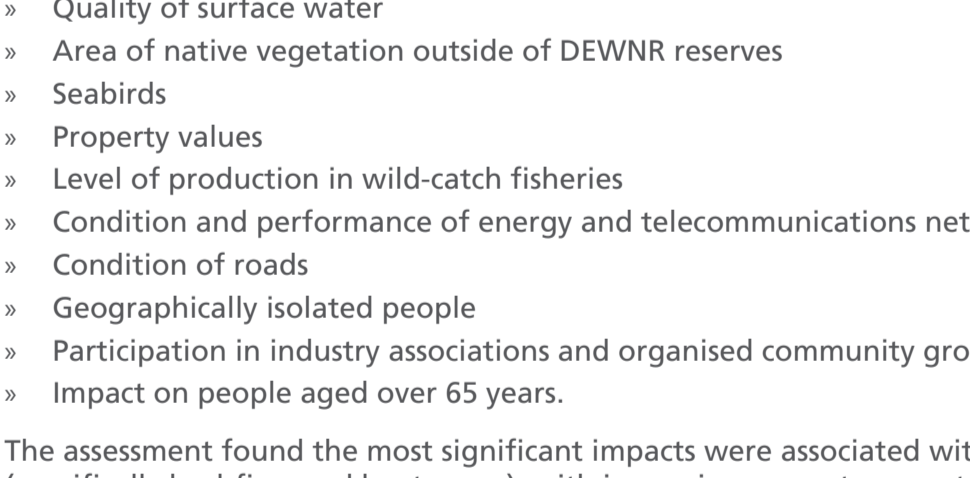 » Quality of surface water
» Area of native vegetation outside of DEWNR reserves
» Seabirds
» Property values
» Level of production in wild-catch fisheries
» Condition and performance of energy and telecommunications net
» Condition of roads
» Geographically isolated people
» Participation in industry associations and organised community gro
» Impact on people aged over 65 years.
The assessment found the most significant impacts were associated wit